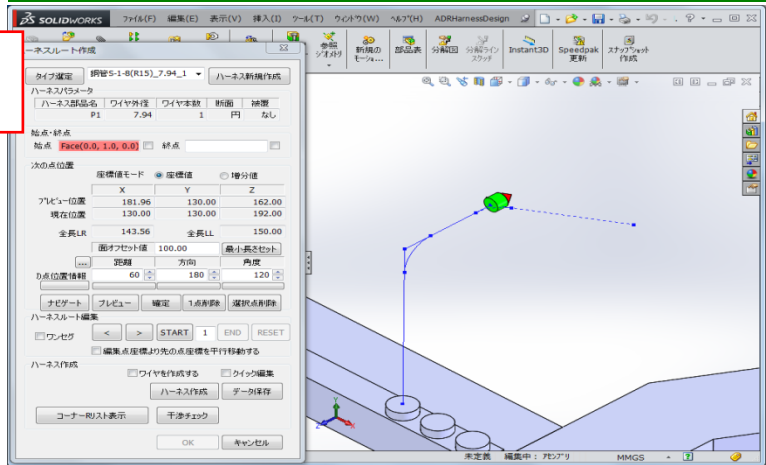 SOLIDWORKS ファイル(F) 編集(E) 表示(V) 挿入(I) ツール(T) ウィンドウ(W) ヘルプ(H) ADRHarnessDesign
参照 ジオメトリ 新規の モーショ... 部品表 分解図 分解ライン スケッチ Instant3D Speedpak 更新 スナップショット 作成
ーネスルート作成
タイプ選定 鋼管S-1-8(R15)_7.94_1 ハーネス新規作成
ハーネスパラメータ
ハーネス部品名 ワイヤ外径 ワイヤ本数 断面 被覆
P1 7.94 1 円 なし
始点・終点
始点 Face(0.0, 1.0, 0.0) 終点
次の点位置
座標値モード 座標値 増分値
X Y Z
プレビュー位置 181.96 130.00 162.00
現在位置 130.00 130.00 192.00
全長LR 143.56 全長LL 150.00
面オフセット値 100.00 最小長さセット
... 距離 方向 角度
の点位置情報 60 180 120
ナビゲート プレビュー 確定 1点削除 選択点削除
ハーネスルート編集
ワンセグ < > START 1 END RESET
編集点座標より先の点座標を平行移動する
ハーネス作成
ワイヤを作成する クイック編集
ハーネス作成 データ保存
コーナーRリスト表示 干渉チェック
OK キャンセル
Y
X
Z
未定義 編集中: アセンブリ MMGS